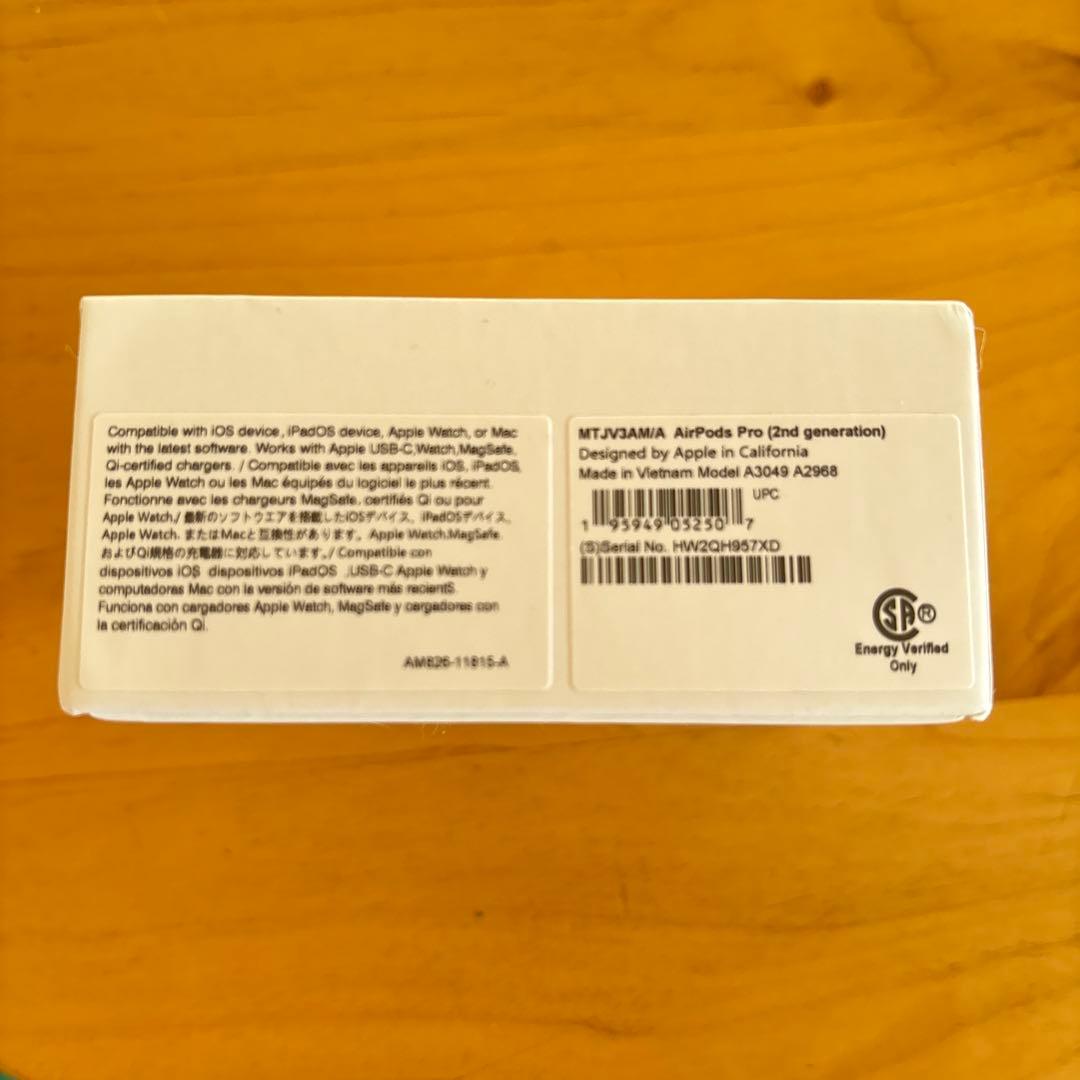 Compatible with iOS device, iPadOS device, Apple Watch, or Mac
with the latest software. Works with Apple USB-C,Watch,MagSafe,
Qi-certified chargers. / Compatible avec les appareils iOS, iPadOS,
les Apple Watch ou les Mac équipés du logiciel le plus récent.
Fonctionne avec les chargeurs MagSafe, certifiés Qi ou pour
Apple Watch./ 最新のソフトウエアを搭載したiOSデバイス、iPadOSデバイス、
Apple Watch. またはMacと互換性があります。Apple Watch,MagSafe
およびQi規格の充電器に対応しています。/ Compatible con
dispositivos iOS dispositivos iPadOS ,USB-C Apple Watch y
computadoras Mac con la versión de software más recientS.
Funciona con cargadores Apple Watch, MagSafe y cargadores con
la certificación Qi.
AM826-11815-A
MTJV3AM/A AirPods Pro (2nd generation)
Designed by Apple in California
Made in Vietnam Model A3049 A2968
UPC
1 95949 05250 7
(S)Serial No. HW2QH957XD
SA®
Energy Verified
Only